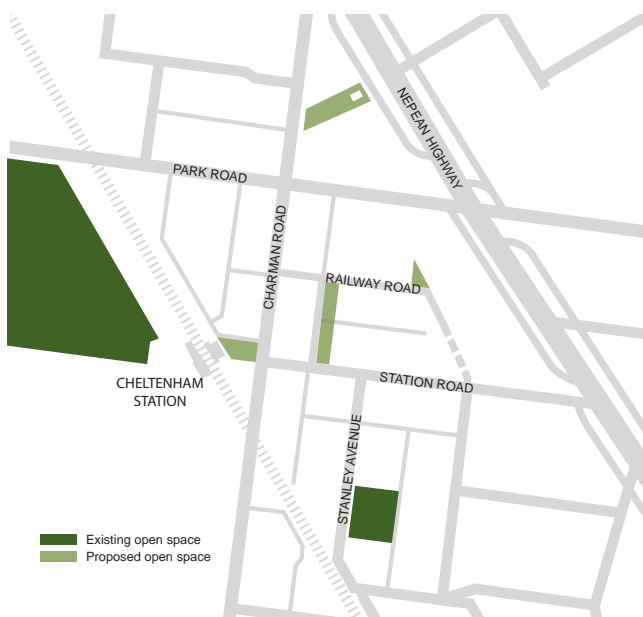 NEPEAN HIGHWAY
PARK ROAD
CHARMAN ROAD
RAILWAY ROAD
CHELTENHAM
STATION
STATION ROAD
STANLEY AVENUE
Existing open space
Proposed open space